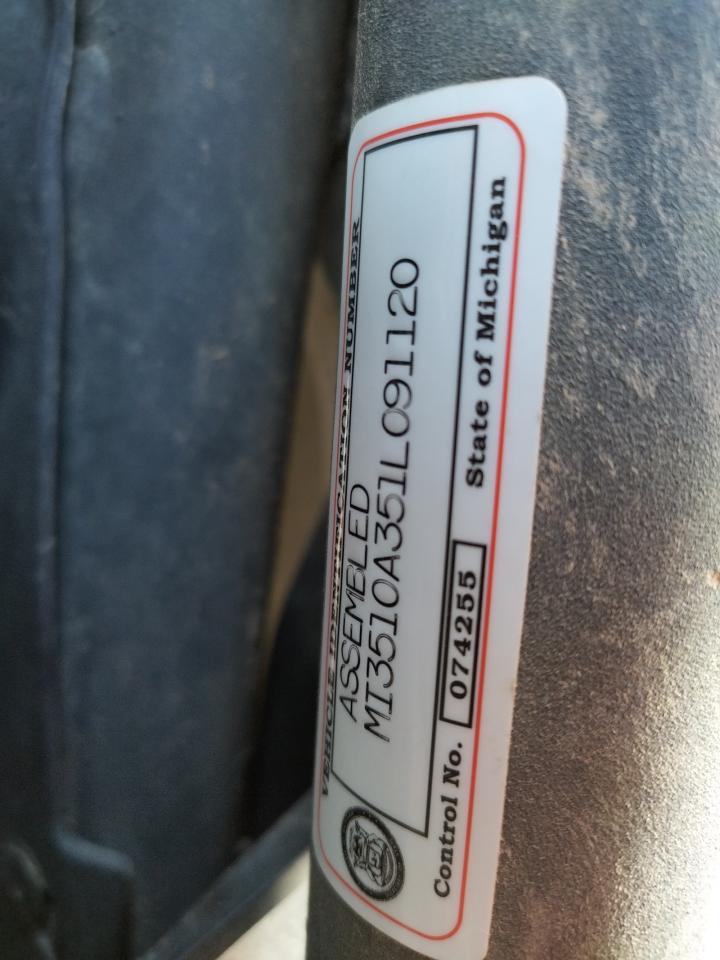 VEHICLE IDENTIFICATION NUMBER
ASSEMBLED
MI3510A351L091120
Control No. 074255 State of Michigan